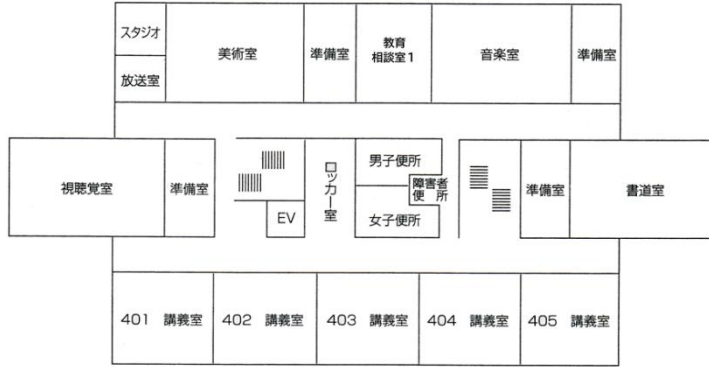 スタジオ
放送室
美術室
準備室
教育
相談室1
音楽室
準備室
視聴覚室
準備室
ロッカー室
EV
男子便所
障害者
便 所
女子便所
準備室
書道室
401 講義室
402 講義室
403 講義室
404 講義室
405 講義室